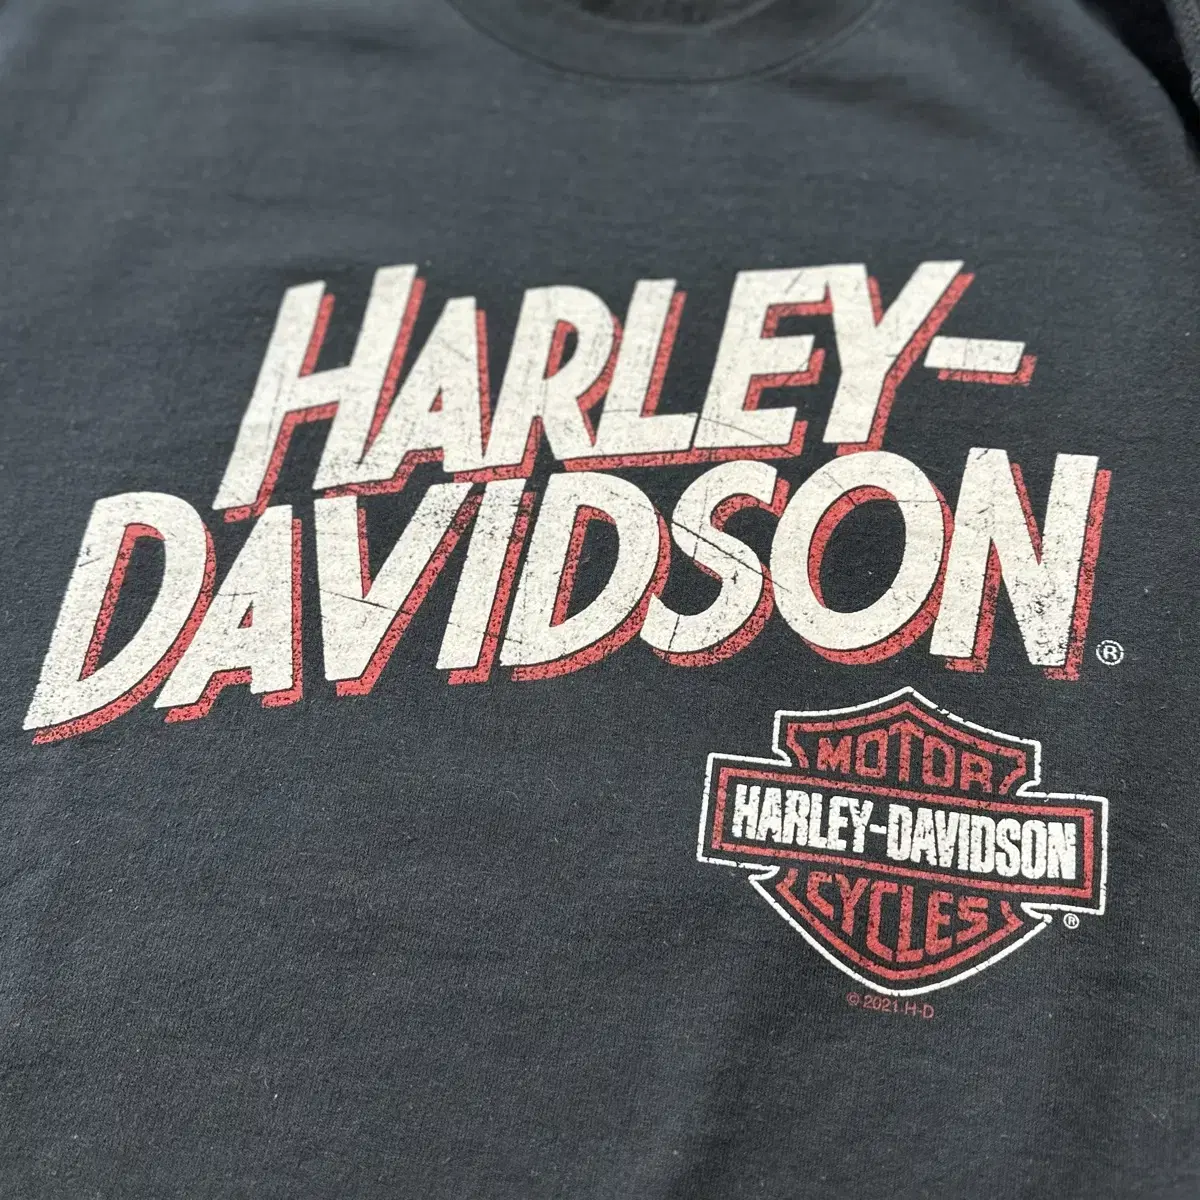 HARLEY-
DAVIDSON
®
MOTOR
HARLEY-DAVIDSON
CYCLES
®
© 2021 H-D